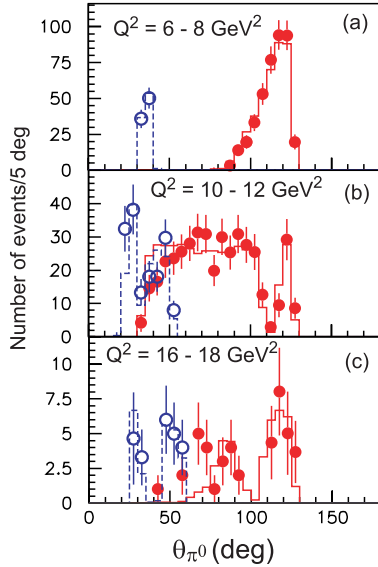 Number of events/5 deg
Q² = 6 - 8 GeV²
(a)
100
75
50
25
0
Q² = 10 - 12 GeV²
(b)
40
30
20
10
0
Q² = 16 - 18 GeV²
(c)
10
7.5
5
2.5
0
0 50 100 150
θπ⁰ (deg)